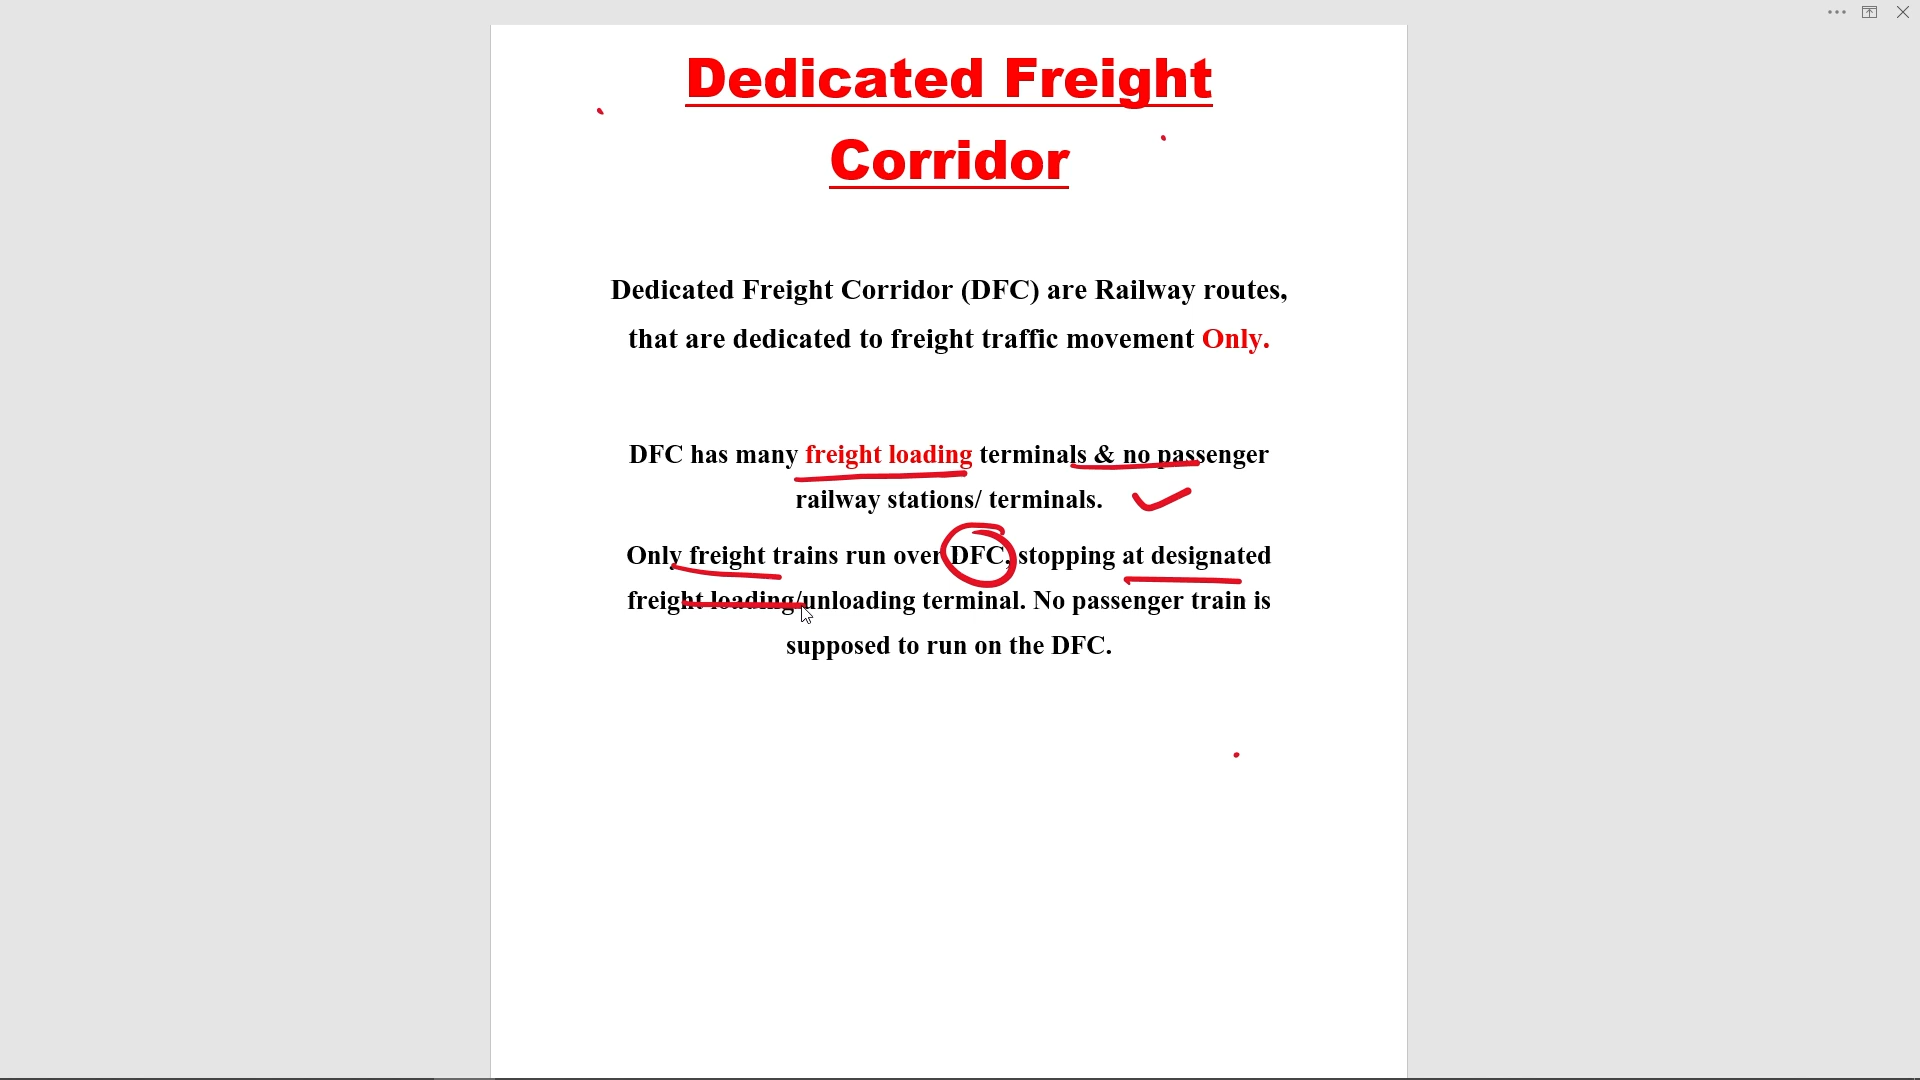 Dedicated Freight
Corridor
Dedicated Freight Corridor (DFC) are Railway routes,
that are dedicated to freight traffic movement Only.
DFC has many freight loading terminals & no passenger
railway stations/ terminals.
Only freight trains run over DFC, stopping at designated
freight loading/unloading terminal. No passenger train is
supposed to run on the DFC.